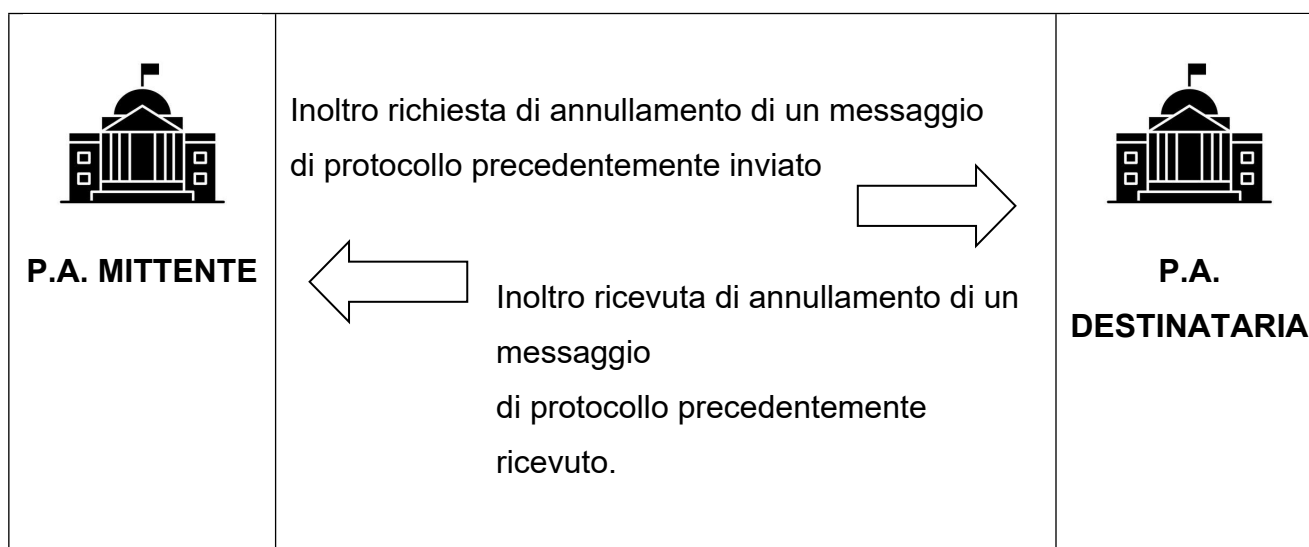 Inoltro richiesta di annullamento di un messaggio
di protocollo precedentemente inviato
P.A. MITTENTE
Inoltro ricevuta di annullamento di un
messaggio
di protocollo precedentemente
ricevuto.
P.A.
DESTINATARIA